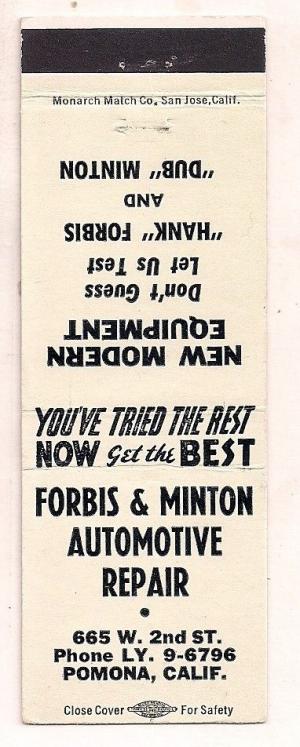 Monarch Match Co. San Jose, Calif.
NEW MODERN
EQUIPMENT
Don't Guess
Let Us Test
"HANK" FORBIS
AND
"DUB" MINTON
YOU'VE TRIED THE REST
NOW Get the BEST
FORBIS & MINTON
AUTOMOTIVE
REPAIR
•
665 W. 2nd ST.
Phone LY. 9-6796
POMONA, CALIF.
Close Cover For Safety